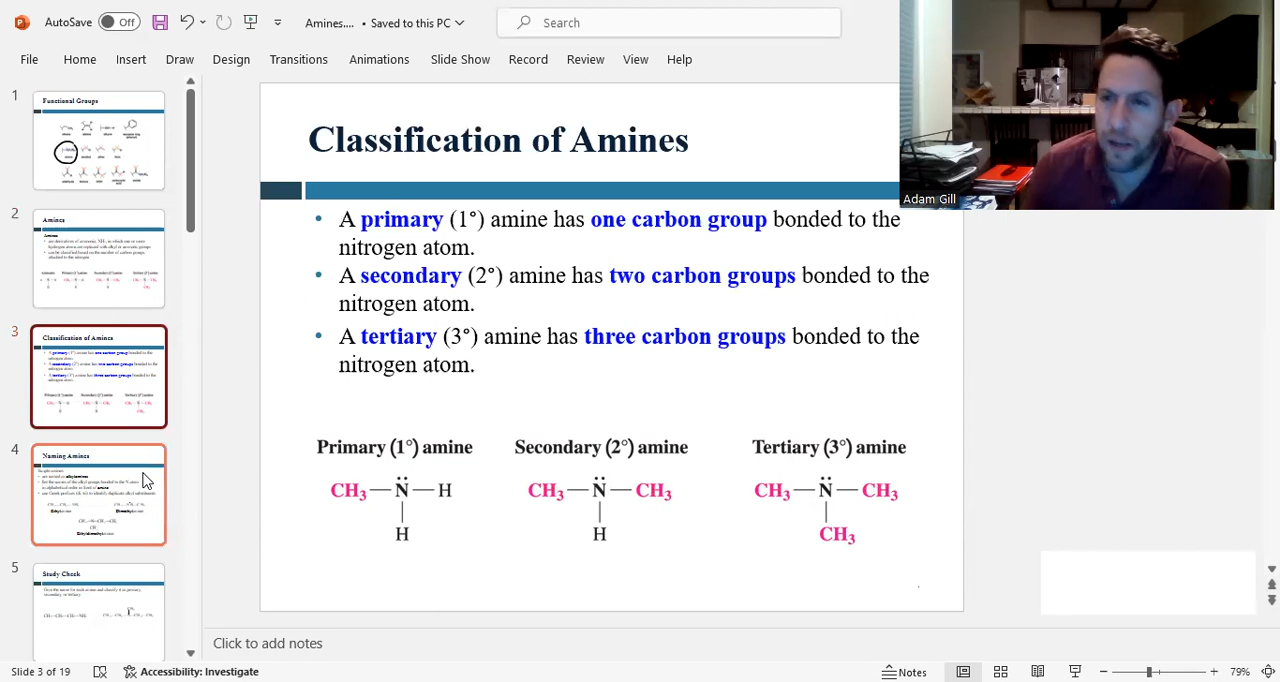 AutoSave Off Amines.... • Saved to this PC Search
File Home Insert Draw Design Transitions Animations Slide Show Record Review View Help
1
Functional Groups
2
Amines
3
Classification of Amines
4
Naming Amines
5
Study Check
Classification of Amines
• A primary (1°) amine has one carbon group bonded to the
nitrogen atom.
• A secondary (2°) amine has two carbon groups bonded to the
nitrogen atom.
• A tertiary (3°) amine has three carbon groups bonded to the
nitrogen atom.
Primary (1°) amine Secondary (2°) amine Tertiary (3°) amine
CH₃—N̈—H CH₃—N̈—CH₃ CH₃—N̈—CH₃
H H CH₃
Adam Gill
Click to add notes
Slide 3 of 19 Accessibility: Investigate Notes 79%